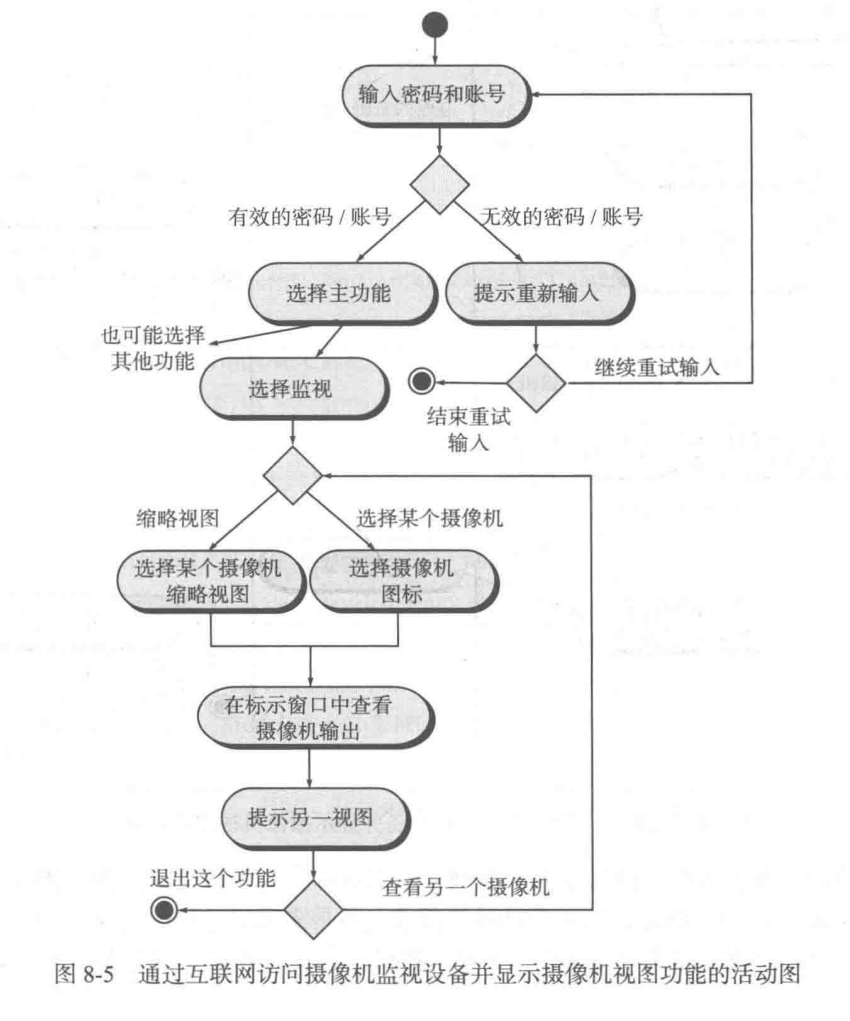 输入密码和账号
有效的密码 / 账号
无效的密码 / 账号
选择主功能
提示重新输入
也可能选择
其他功能
选择监视
继续重试输入
结束重试
输入
缩略视图
选择某个摄像机
选择某个摄像机
缩略视图
选择摄像机
图标
在标示窗口中查看
摄像机输出
提示另一视图
退出这个功能
查看另一个摄像机
图 8-5 通过互联网访问摄像机监视设备并显示摄像机视图功能的活动图